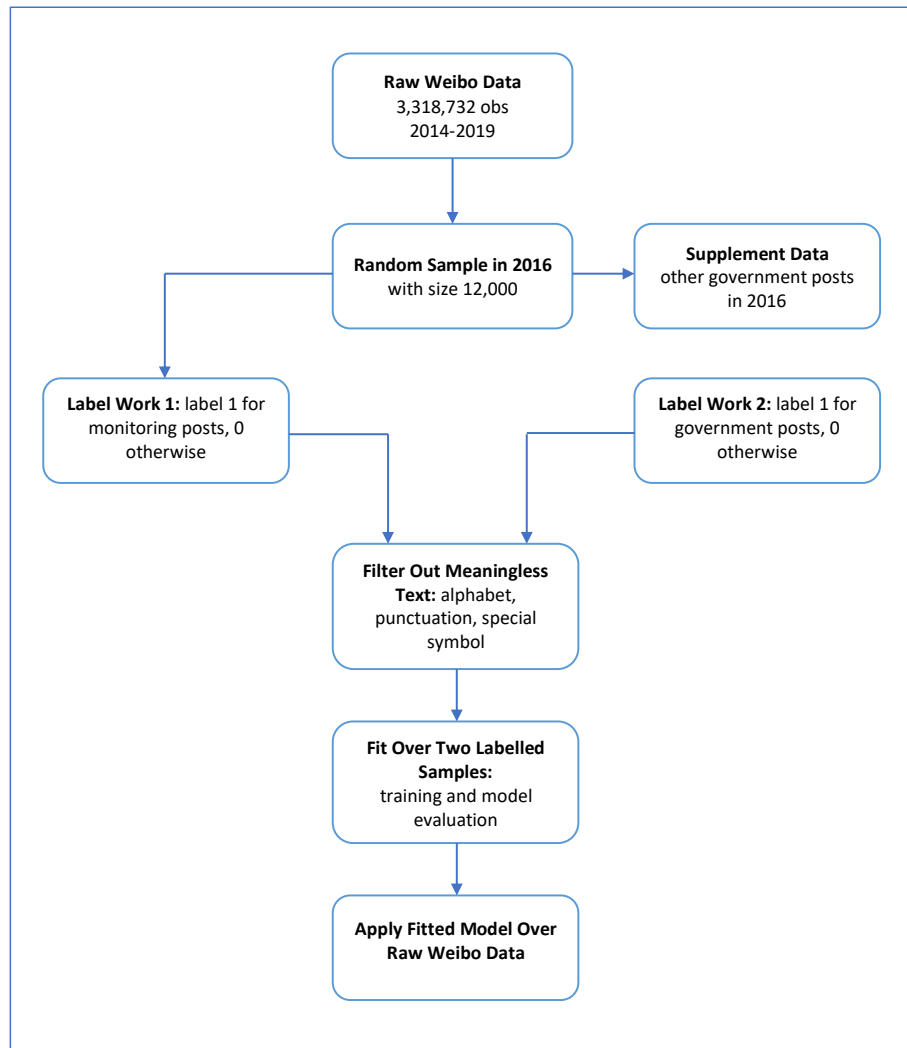 Raw Weibo Data
3,318,732 obs
2014-2019
Random Sample in 2016
with size 12,000
Supplement Data
other government posts
in 2016
Label Work 1: label 1 for
monitoring posts, 0
otherwise
Label Work 2: label 1 for
government posts, 0
otherwise
Filter Out Meaningless
Text: alphabet,
punctuation, special
symbol
Fit Over Two Labelled
Samples:
training and model
evaluation
Apply Fitted Model Over
Raw Weibo Data